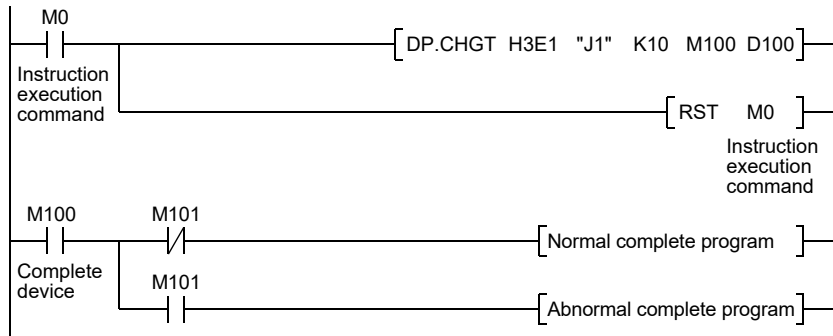 M0
DP.CHGT H3E1 "J1" K10 M100 D100
Instruction
execution
command
RST M0
Instruction
execution
command
M100 M101
Normal complete program
Complete
device
M101
Abnormal complete program